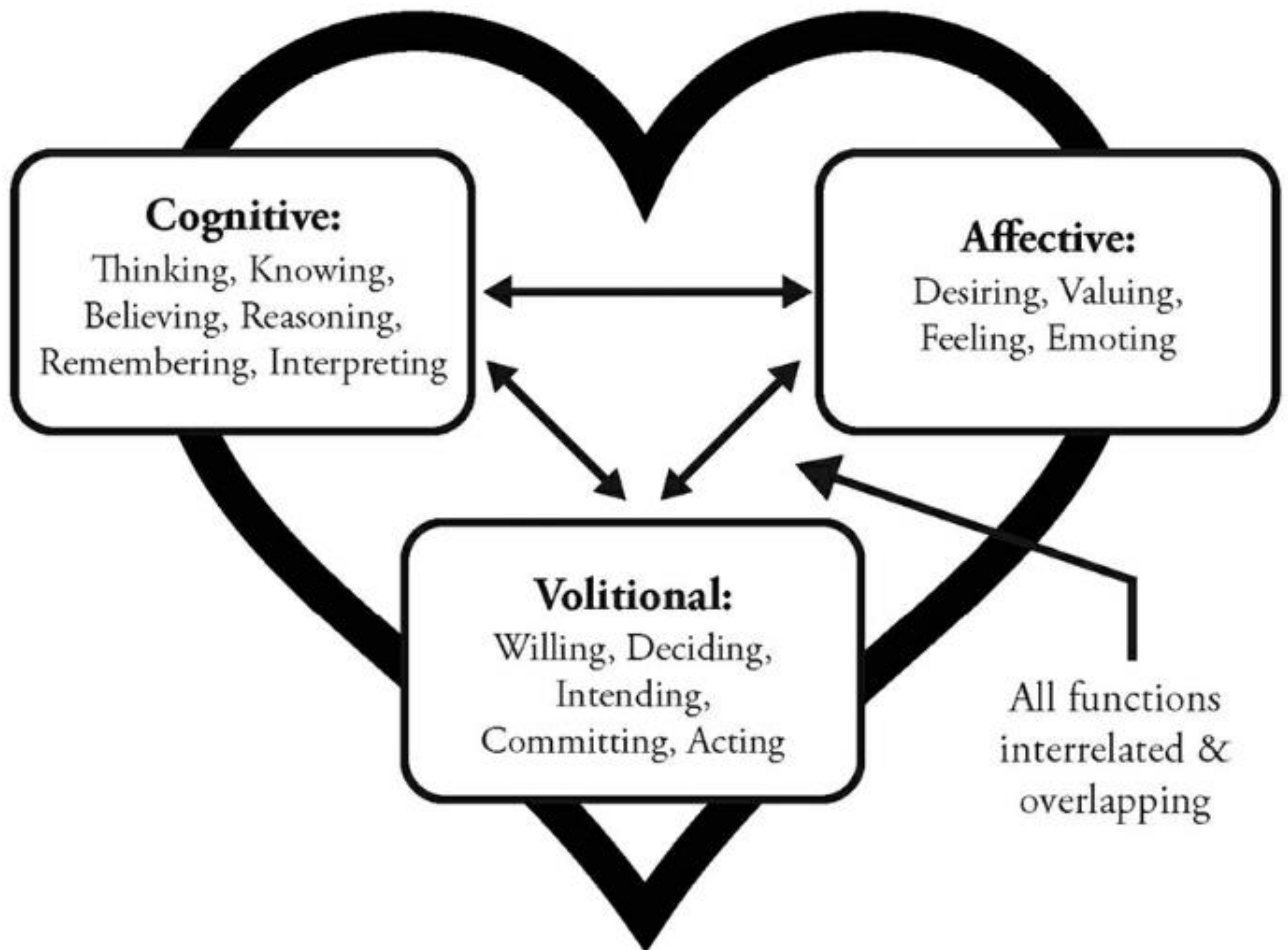 Cognitive:
Thinking, Knowing,
Believing, Reasoning,
Remembering, Interpreting
Affective:
Desiring, Valuing,
Feeling, Emoting
Volitional:
Willing, Deciding,
Intending,
Committing, Acting
All functions
interrelated &
overlapping